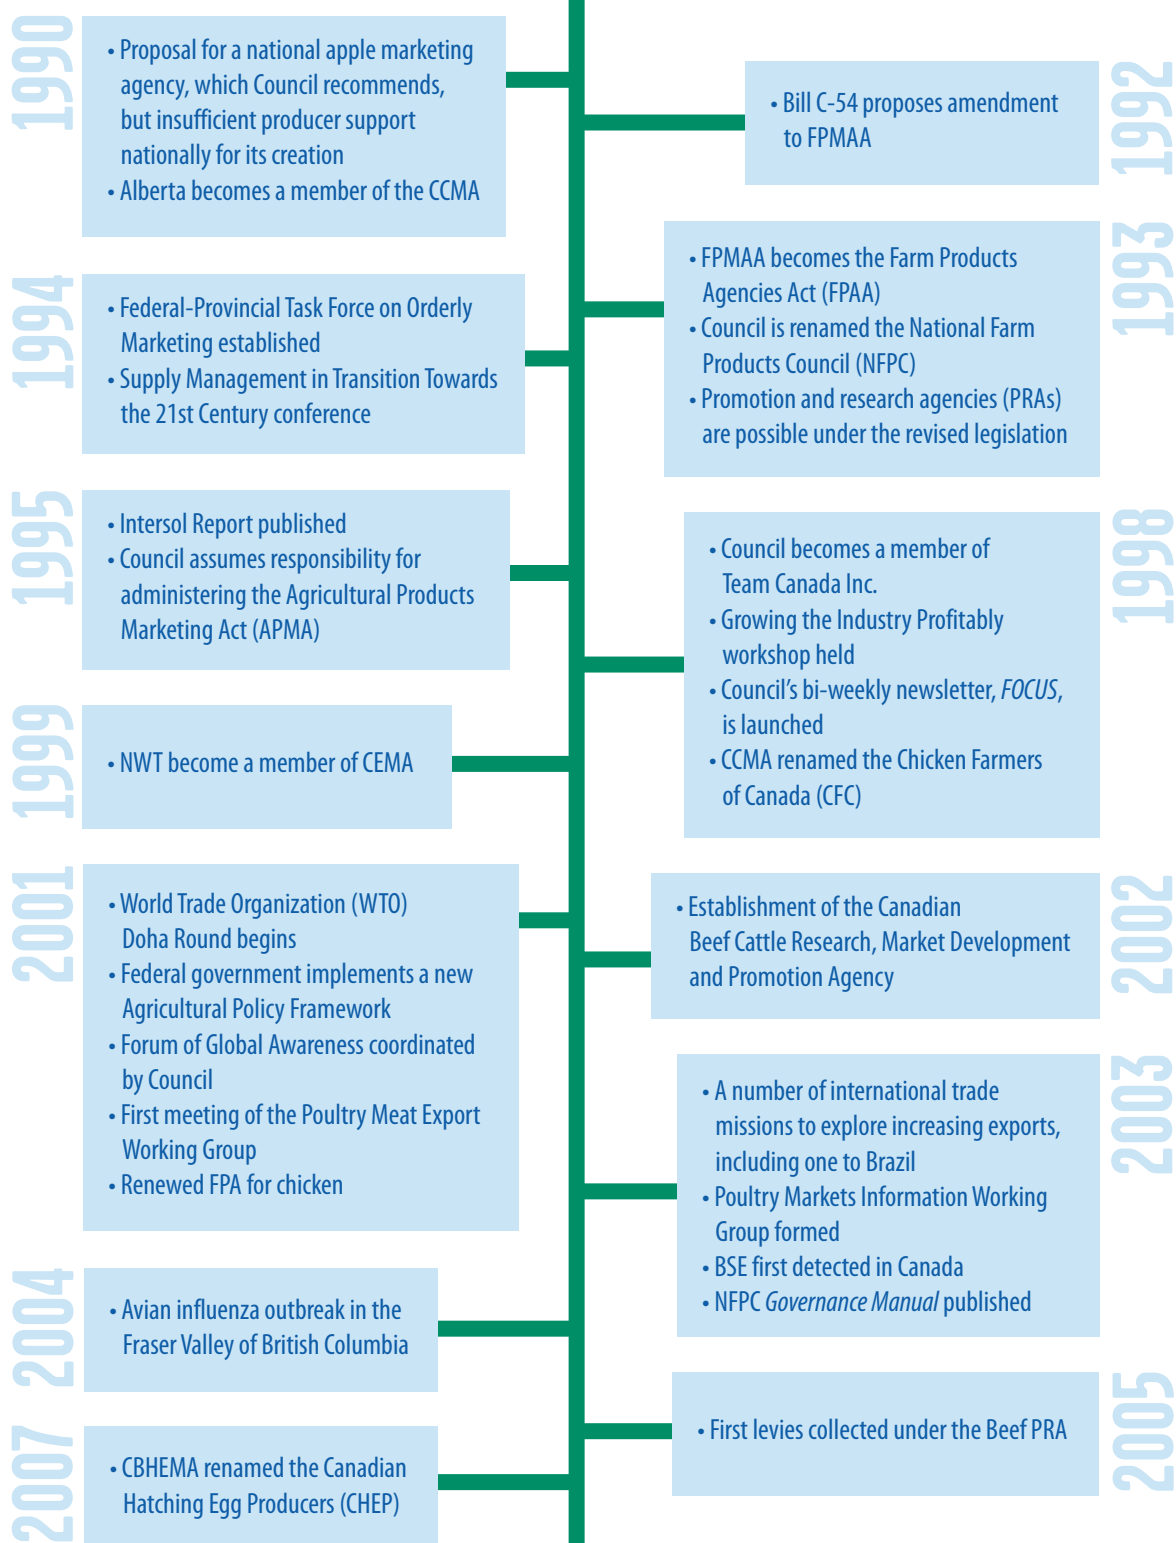 1990
• Proposal for a national apple marketing
agency, which Council recommends,
but insufficient producer support
nationally for its creation
• Alberta becomes a member of the CCMA
1992
• Bill C-54 proposes amendment
to FPMAA
1993
• FPMAA becomes the Farm Products
Agencies Act (FPAA)
• Council is renamed the National Farm
Products Council (NFPC)
• Promotion and research agencies (PRAs)
are possible under the revised legislation
1994
• Federal-Provincial Task Force on Orderly
Marketing established
• Supply Management in Transition Towards
the 21st Century conference
1995
• Intersol Report published
• Council assumes responsibility for
administering the Agricultural Products
Marketing Act (APMA)
1998
• Council becomes a member of
Team Canada Inc.
• Growing the Industry Profitably
workshop held
• Council’s bi-weekly newsletter, FOCUS,
is launched
• CCMA renamed the Chicken Farmers
of Canada (CFC)
1999
• NWT become a member of CEMA
2001
• World Trade Organization (WTO)
Doha Round begins
• Federal government implements a new
Agricultural Policy Framework
• Forum of Global Awareness coordinated
by Council
• First meeting of the Poultry Meat Export
Working Group
• Renewed FPA for chicken
2002
• Establishment of the Canadian
Beef Cattle Research, Market Development
and Promotion Agency
2003
• A number of international trade
missions to explore increasing exports,
including one to Brazil
• Poultry Markets Information Working
Group formed
• BSE first detected in Canada
• NFPC Governance Manual published
2004
• Avian influenza outbreak in the
Fraser Valley of British Columbia
2005
• First levies collected under the Beef PRA
2007
• CBHEMA renamed the Canadian
Hatching Egg Producers (CHEP)